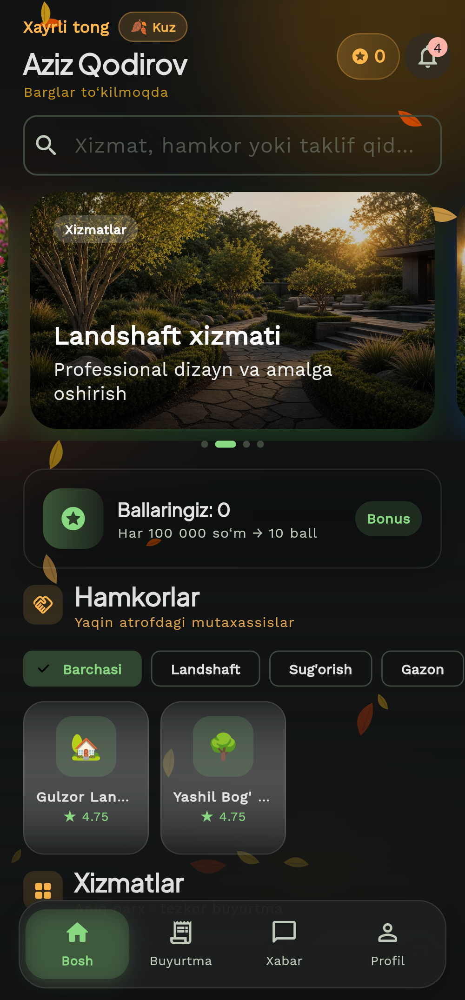 Xayrli tong
Kuz
Aziz Qodirov
Barglar to‘kilmoqda
0
4
Xizmat, hamkor yoki taklif qid...
Xizmatlar
Landshaft xizmati
Professional dizayn va amalga
oshirish
Ballaringiz: 0
Har 100 000 so‘m → 10 ball
Bonus
Hamkorlar
Yaqin atrofdagi mutaxassislar
Barchasi
Landshaft
Sug'orish
Gazon
Gulzor Lan...
★ 4.75
Yashil Bog' ...
★ 4.75
Xizmatlar
Aniq narx · tezkor buyurtma
Bosh
Buyurtma
Xabar
Profil